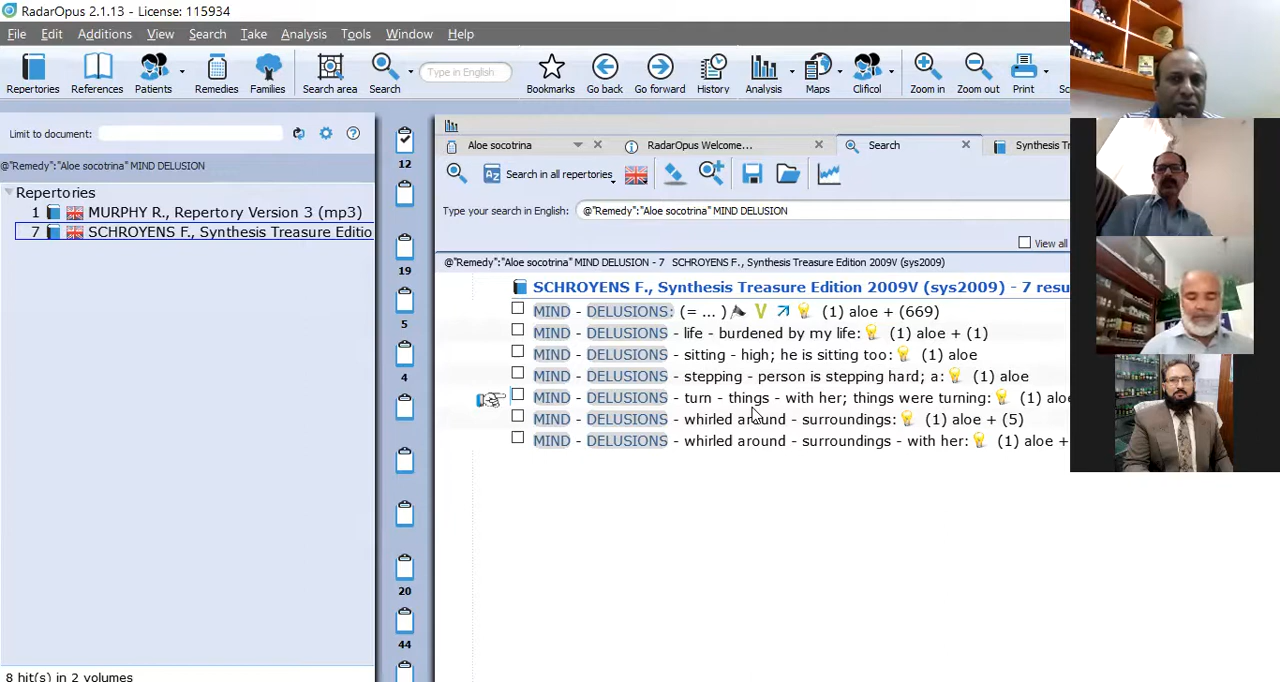 RadarOpus 2.1.13 - License: 115934
File Edit Additions View Search Take Analysis Tools Window Help
Type in English
Repertories References Patients Remedies Families Search area Search Bookmarks Go back Go forward History Analysis Maps Clificol Zoom in Zoom out Print
Limit to document:
@"Remedy":"Aloe socotrina" MIND DELUSION
Repertories
1 MURPHY R., Repertory Version 3 (mp3)
7 SCHROYENS F., Synthesis Treasure Editio
8 hit(s) in 2 volumes
12
19
5
4
20
44
Aloe socotrina RadarOpus Welcome... Search Synthesis Tr
Search in all repertories
Type your search in English: @"Remedy":"Aloe socotrina" MIND DELUSION
View all
@"Remedy":"Aloe socotrina" MIND DELUSION - 7 SCHROYENS F., Synthesis Treasure Edition 2009V (sys2009)
SCHROYENS F., Synthesis Treasure Edition 2009V (sys2009) - 7 resu
MIND - DELUSIONS: (= ... ) V (1) aloe + (669)
MIND - DELUSIONS - life - burdened by my life: (1) aloe + (1)
MIND - DELUSIONS - sitting - high; he is sitting too: (1) aloe
MIND - DELUSIONS - stepping - person is stepping hard; a: (1) aloe
MIND - DELUSIONS - turn - things - with her; things were turning: (1) aloe
MIND - DELUSIONS - whirled around - surroundings: (1) aloe + (5)
MIND - DELUSIONS - whirled around - surroundings - with her: (1) aloe +